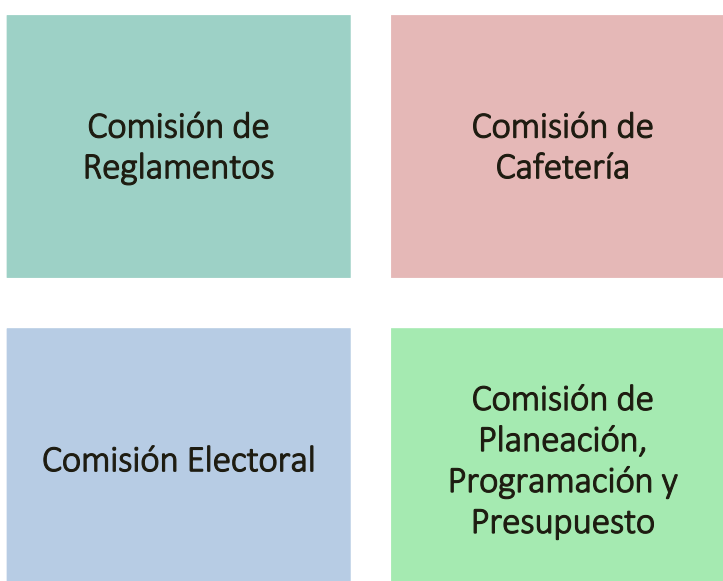 Comisión de
Reglamentos
Comisión de
Cafetería
Comisión Electoral
Comisión de
Planeación,
Programación y
Presupuesto